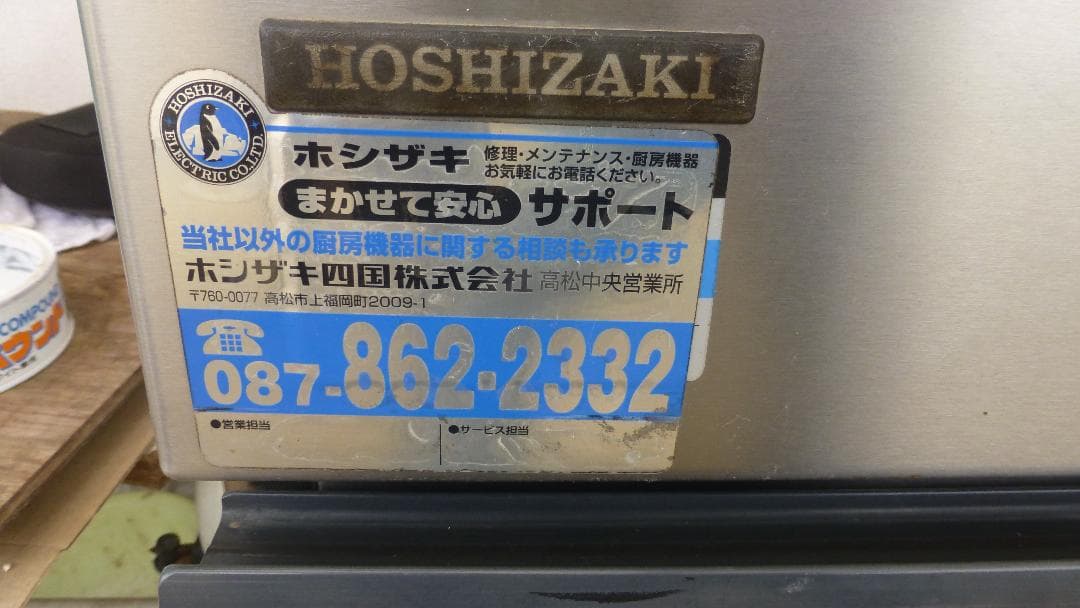 HOSHIZAKI
HOSHIZAKI
ELECTRIC CO.LTD.
ホシザキ
修理・メンテナンス・厨房機器
お気軽にお電話ください。
まかせて安心 サポート
当社以外の厨房機器に関する相談も承ります
ホシザキ四国株式会社 高松中央営業所
〒760-0077 高松市上福岡町2009-1
087-862-2332
●営業担当
●サービス担当
COMPOUND